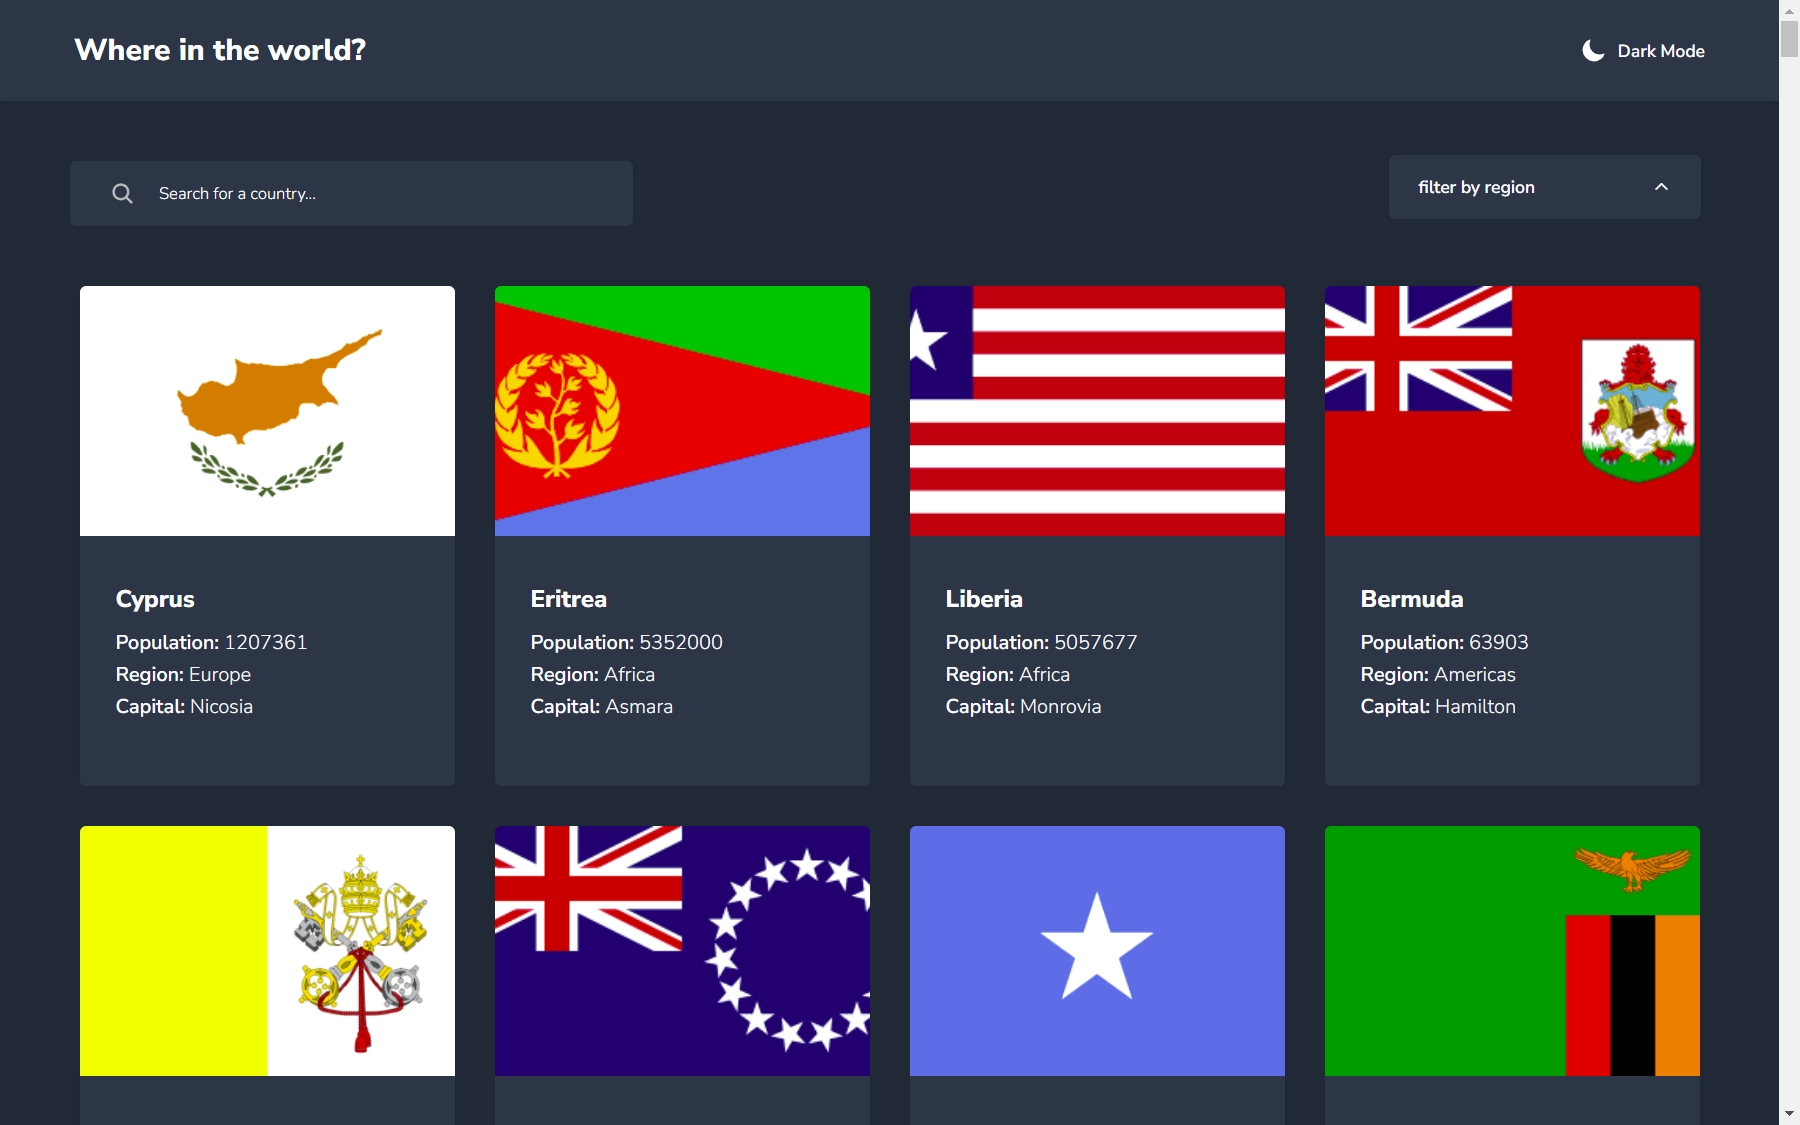 Where in the world?
Dark Mode
Search for a country...
filter by region
Cyprus
Population: 1207361
Region: Europe
Capital: Nicosia
Eritrea
Population: 5352000
Region: Africa
Capital: Asmara
Liberia
Population: 5057677
Region: Africa
Capital: Monrovia
Bermuda
Population: 63903
Region: Americas
Capital: Hamilton